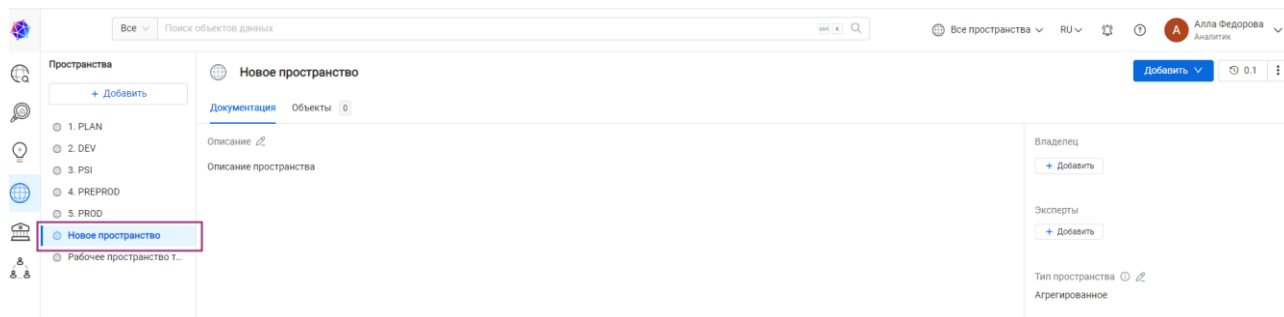 Все
Поиск объектов данных
Все пространства
RU
А
Алла Федорова
Аналитик
Пространства
+ Добавить
1. PLAN
2. DEV
3. PSI
4. PREPROD
5. PROD
Новое пространство
Рабочее пространство т...
Новое пространство
Добавить
0.1
Документация
Объекты 0
Описание
Описание пространства
Владелец
+ Добавить
Эксперты
+ Добавить
Тип пространства
Агрегированное